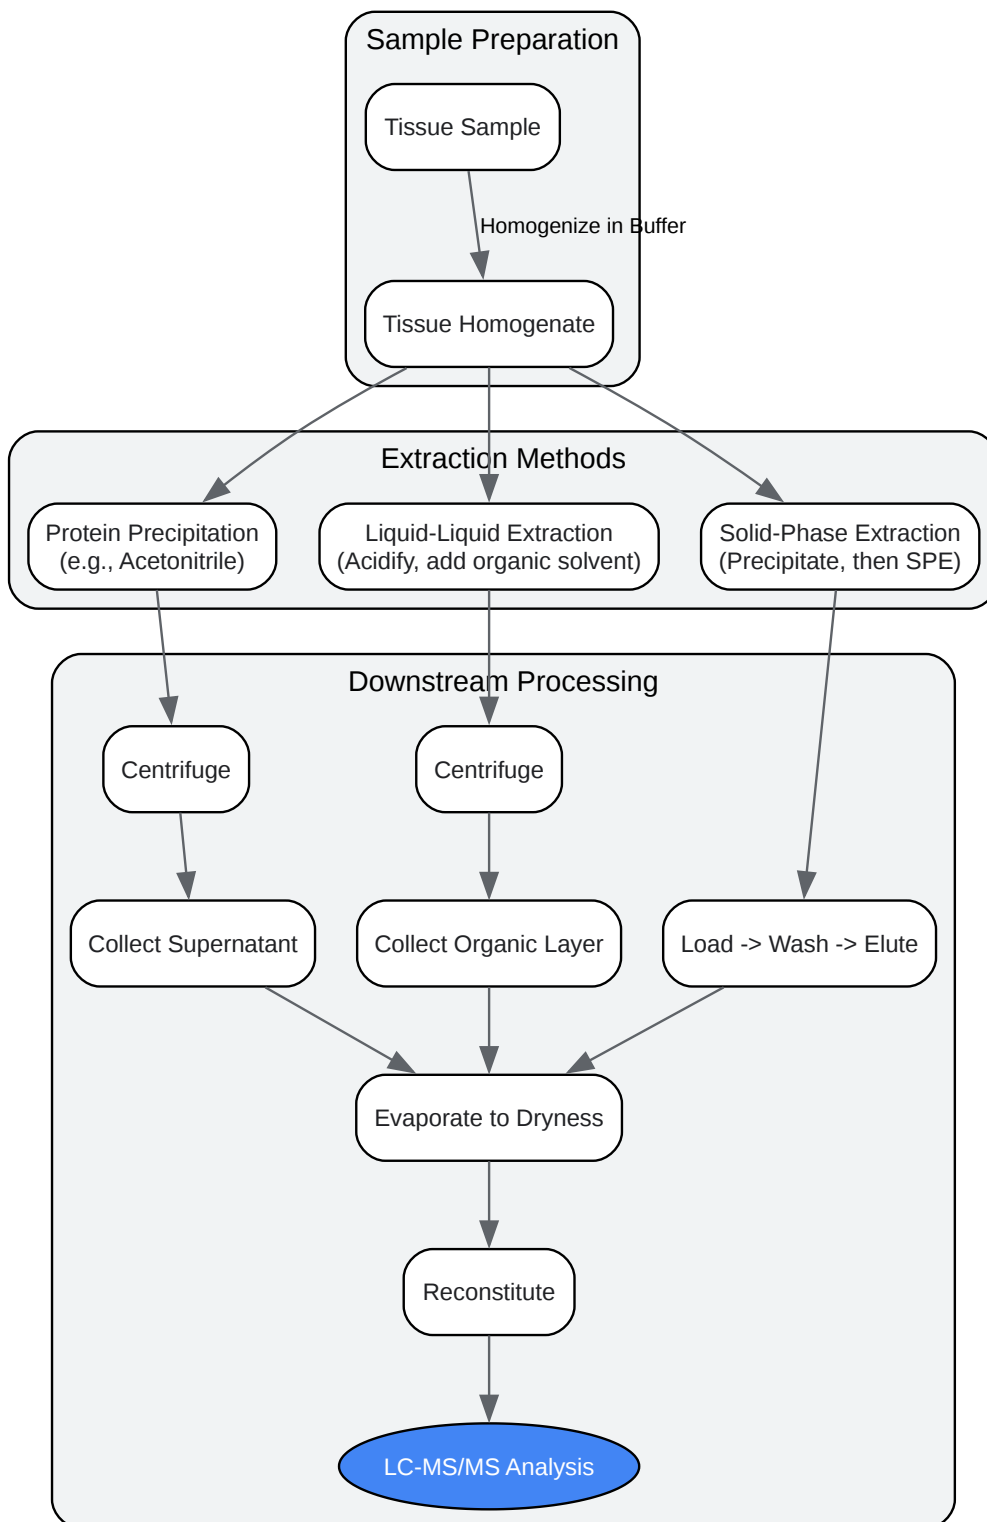 Sample Preparation
Tissue Sample
Homogenize in Buffer
Tissue Homogenate
Extraction Methods
Protein Precipitation
(e.g., Acetonitrile)
Liquid-Liquid Extraction
(Acidify, add organic solvent)
Solid-Phase Extraction
(Precipitate, then SPE)
Downstream Processing
Centrifuge
Centrifuge
Collect Supernatant
Collect Organic Layer
Load -> Wash -> Elute
Evaporate to Dryness
Reconstitute
LC-MS/MS Analysis